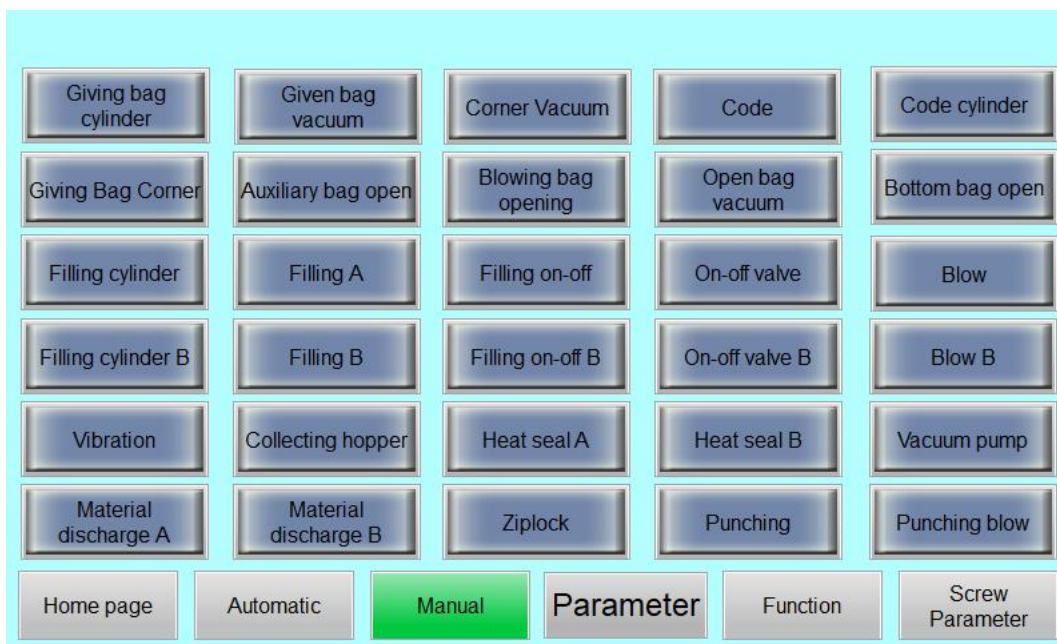 Giving bag
cylinder
Given bag
vacuum
Corner Vacuum
Code
Code cylinder
Giving Bag Corner
Auxiliary bag open
Blowing bag
opening
Open bag
vacuum
Bottom bag open
Filling cylinder
Filling A
Filling on-off
On-off valve
Blow
Filling cylinder B
Filling B
Filling on-off B
On-off valve B
Blow B
Vibration
Collecting hopper
Heat seal A
Heat seal B
Vacuum pump
Material
discharge A
Material
discharge B
Ziplock
Punching
Punching blow
Home page
Automatic
Manual
Parameter
Function
Screw
Parameter